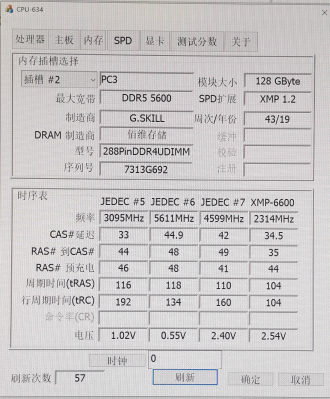 CPU-634
处理器 主板 内存 SPD 显卡 测试分数 关于
内存插槽选择
插槽 #2 PC3 模块大小 128 GByte
最大宽带 DDR5 5600 SPD扩展 XMP 1.2
制造商 G.SKILL 周次/年份 43/19
DRAM 制造商 佰维存储 缓冲
型号 288PinDDR4UDIMM 校验
序列号 7313G692 注册
时序表
JEDEC #5 JEDEC #6 JEDEC #7 XMP-6600
频率 3095MHz 5611MHz 4599MHz 2314MHz
CAS#延迟 33 44.9 42 34.5
RAS# 到CAS# 44 48 49 35
RAS# 预充电 46 48 41 44
周期时间(tRAS) 116 118 110 104
行周期时间(tRC) 192 134 160 104
命令率(CR)
电压 1.02V 0.55V 2.40V 2.54V
时钟 0
刷新次数 57 刷新 确定 取消